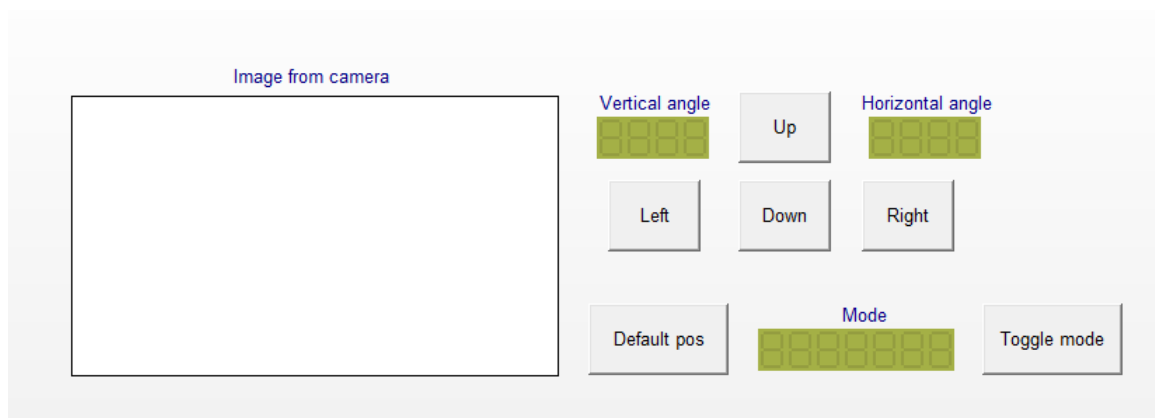 Image from camera
Vertical angle
Up
Horizontal angle
Left
Down
Right
Default pos
Mode
Toggle mode